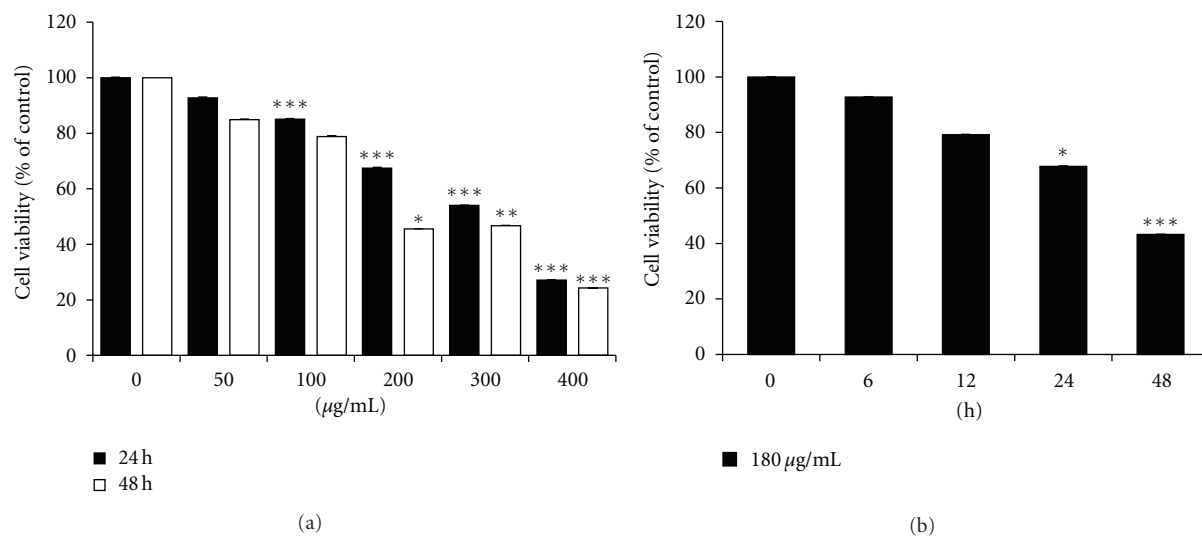 120
100
80
60
40
20
0
Cell viability (% of control)
***
***
*
***
**
***
***
0 50 100 200 300 400
(µg/mL)
24 h
48 h
(a)
120
100
80
60
40
20
0
Cell viability (% of control)
*
***
0 6 12 24 48
(h)
180 µg/mL
(b)